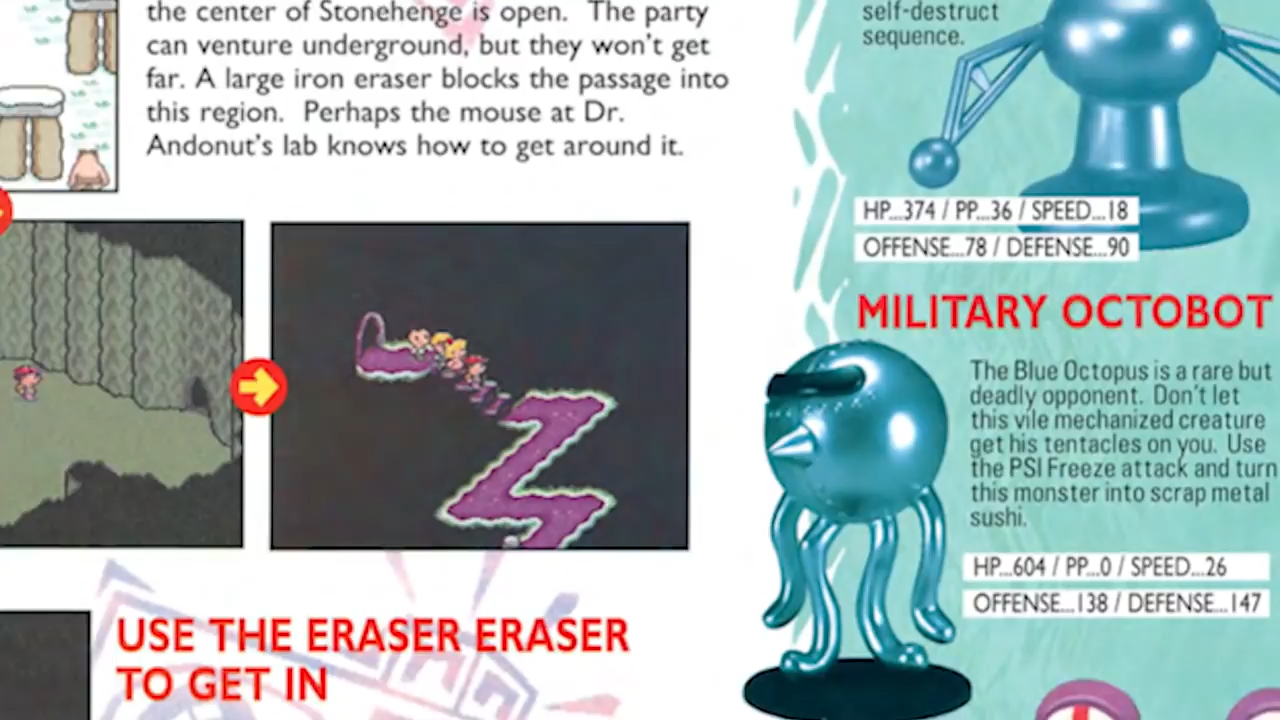 the center of Stonehenge is open. The party
can venture underground, but they won't get
far. A large iron eraser blocks the passage into
this region. Perhaps the mouse at Dr.
Andonut's lab knows how to get around it.
USE THE ERASER ERASER
TO GET IN
self-destruct
sequence.
HP...374 / PP...36 / SPEED...18
OFFENSE...78 / DEFENSE...90
MILITARY OCTOBOT
The Blue Octopus is a rare but
deadly opponent. Don't let
this vile mechanized creature
get his tentacles on you. Use
the PSI Freeze attack and turn
this monster into scrap metal
sushi.
HP...604 / PP...0 / SPEED...26
OFFENSE...138 / DEFENSE...147